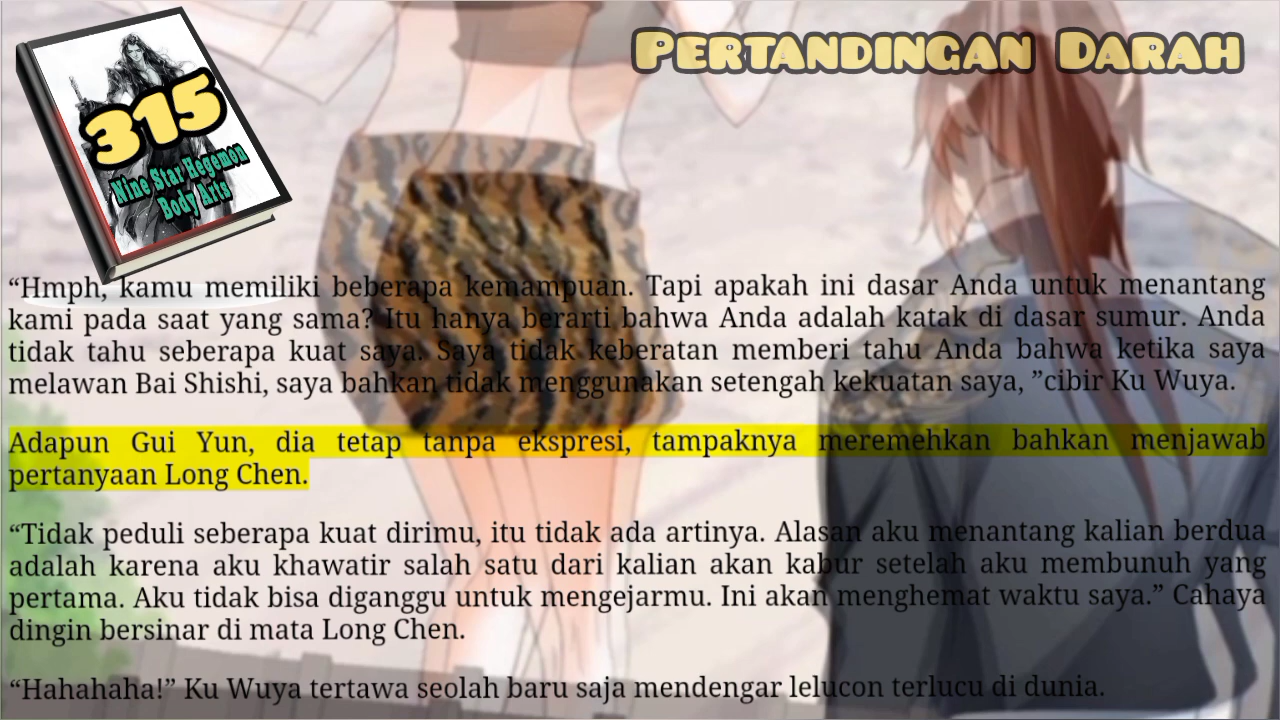 PERTANDINGAN DARAH
315
Nine Star Hegemon
Body Arts
“Hmph, kamu memiliki beberapa kemampuan. Tapi apakah ini dasar Anda untuk menantang
kami pada saat yang sama? Itu hanya berarti bahwa Anda adalah katak di dasar sumur. Anda
tidak tahu seberapa kuat saya. Saya tidak keberatan memberi tahu Anda bahwa ketika saya
melawan Bai Shishi, saya bahkan tidak menggunakan setengah kekuatan saya, ”cibir Ku Wuya.
Adapun Gui Yun, dia tetap tanpa ekspresi, tampaknya meremehkan bahkan menjawab
pertanyaan Long Chen.
“Tidak peduli seberapa kuat dirimu, itu tidak ada artinya. Alasan aku menantang kalian berdua
adalah karena aku khawatir salah satu dari kalian akan kabur setelah aku membunuh yang
pertama. Aku tidak bisa diganggu untuk mengejarmu. Ini akan menghemat waktu saya.” Cahaya
dingin bersinar di mata Long Chen.
“Hahahaha!” Ku Wuya tertawa seolah baru saja mendengar lelucon terlucu di dunia.